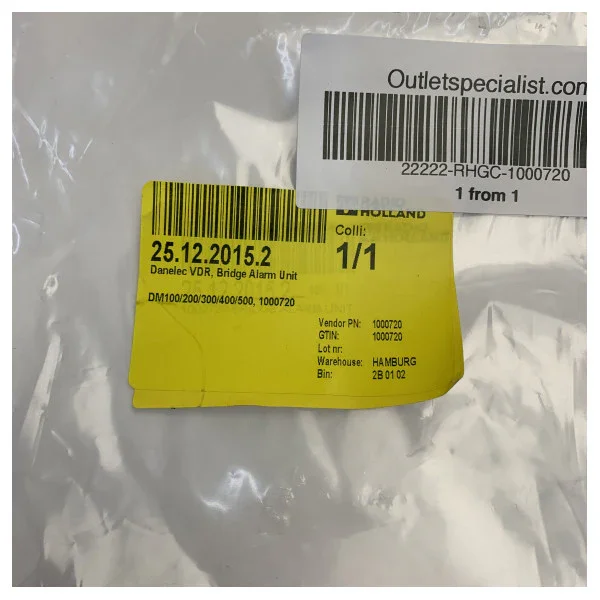 Outletspecialist.com
22222-RHGC-1000720
1 from 1
HOLLAND
Colli:
25.12.2015.2
1/1
Danelec VDR, Bridge Alarm Unit
DM100/200/300/400/500, 1000720
Vendor PN: 1000720
GTIN: 1000720
Lot nr:
Warehouse: HAMBURG
Bin: 2B 01 02